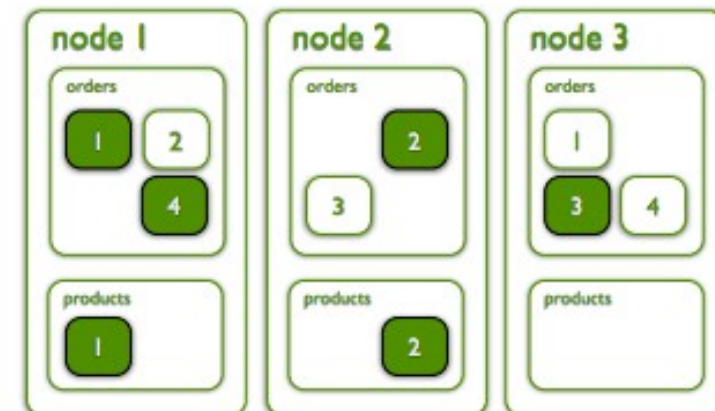 node 1
orders
1 2
4
products
1
node 2
orders
2
3
products
2
node 3
orders
1
3 4
products